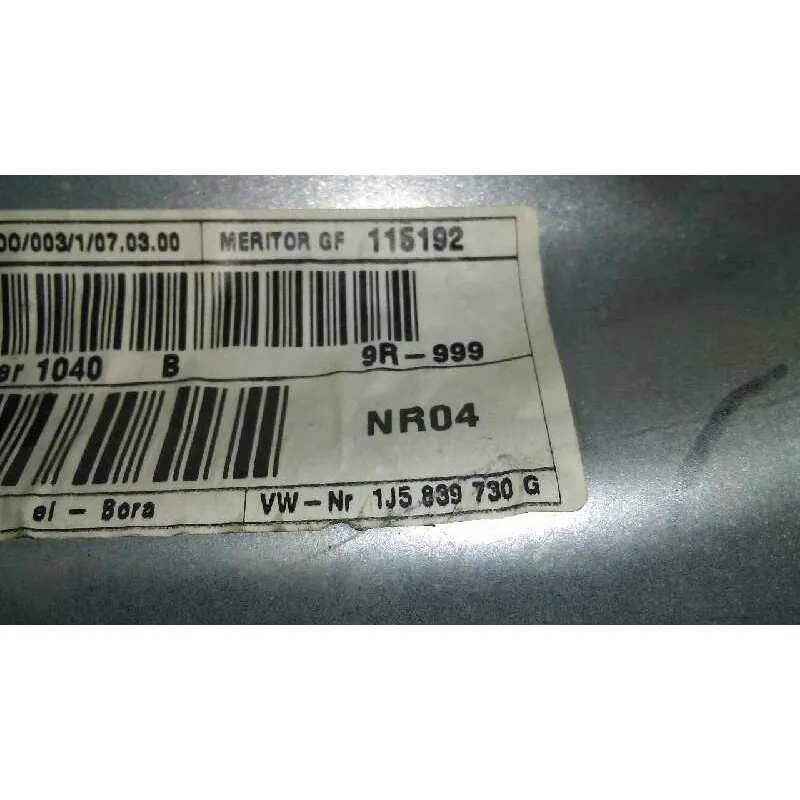 00/003/1/07.03.00 MERITOR GF 115192
er 1040 B 9R-999
NR04
el - Bora VW-Nr 1J5 839 730 G